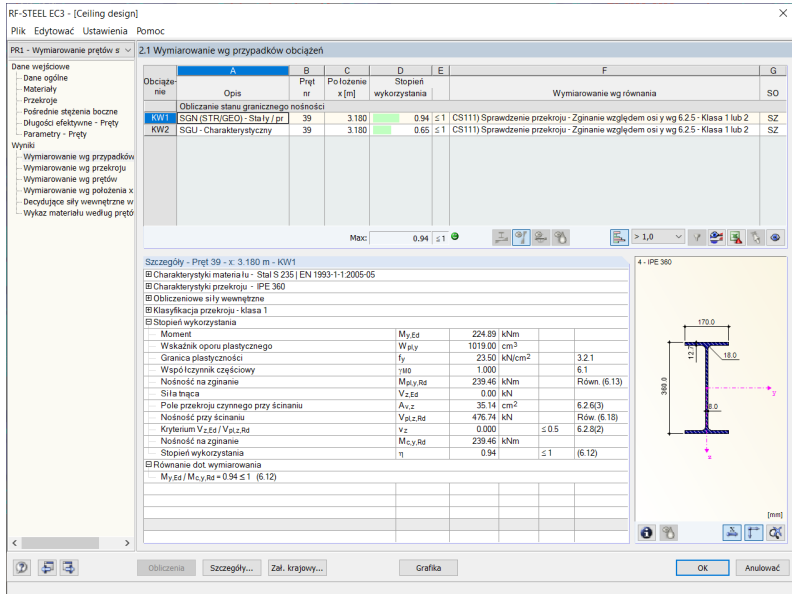 RF-STEEL EC3 - [Ceiling design]
Plik Edytować Ustawienia Pomoc
PR1 - Wymiarowanie prętów s
2.1 Wymiarowanie wg przypadków obciążeń
Dane wejściowe
Dane ogólne
Materiały
Przekroje
Pośrednie stężenia boczne
Długości efektywne - Pręty
Parametry - Pręty
Wyniki
Wymiarowanie wg przypadków
Wymiarowanie wg przekroju
Wymiarowanie wg prętów
Wymiarowanie wg położenia x
Decydujące siły wewnętrzne w
Wykaz materiału według pręto
A B C D E F G
Obciąże- Pręt Położenie Stopień
nie Opis nr x [m] wykorzystania Wymiarowanie wg równania SO
Obliczanie stanu granicznego nośności
KW1 SGN (STR/GEO) - Stały / pr 39 3.180 0.94 ≤ 1 CS111) Sprawdzenie przekroju - Zginanie względem osi y wg 6.2.5 - Klasa 1 lub 2 SZ
KW2 SGU - Charakterystyczny 39 3.180 0.65 ≤ 1 CS111) Sprawdzenie przekroju - Zginanie względem osi y wg 6.2.5 - Klasa 1 lub 2 SZ
Max: 0.94 ≤ 1 > 1,0
Szczegóły - Pręt 39 - x: 3.180 m - KW1
Charakterystyki materiału - Stal S 235 | EN 1993-1-1:2005-05
Charakterystyki przekroju - IPE 360
Obliczeniowe siły wewnętrzne
Klasyfikacja przekroju - klasa 1
Stopień wykorzystania
Moment My,Ed 224.89 kNm
Wskaźnik oporu plastycznego Wpl,y 1019.00 cm3
Granica plastyczności fy 23.50 kN/cm2 3.2.1
Współczynnik częściowy γM0 1.000 6.1
Nośność na zginanie Mpl,y,Rd 239.46 kNm Równ. (6.13)
Siła tnąca Vz,Ed 0.00 kN
Pole przekroju czynnego przy ścinaniu Av,z 35.14 cm2 6.2.6(3)
Nośność przy ścinaniu Vpl,z,Rd 476.74 kN Rów. (6.18)
Kryterium Vz,Ed / Vpl,z,Rd vz 0.000 ≤ 0.5 6.2.8(2)
Nośność na zginanie Mc,y,Rd 239.46 kNm
Stopień wykorzystania η 0.94 ≤ 1 (6.12)
Równanie dot. wymiarowania
My,Ed / Mc,y,Rd = 0.94 ≤ 1 (6.12)
4 - IPE 360
170.0
12.7
18.0
360.0
8.0
y
z
[mm]
Obliczenia Szczegóły... Zał. krajowy... Grafika OK Anulować